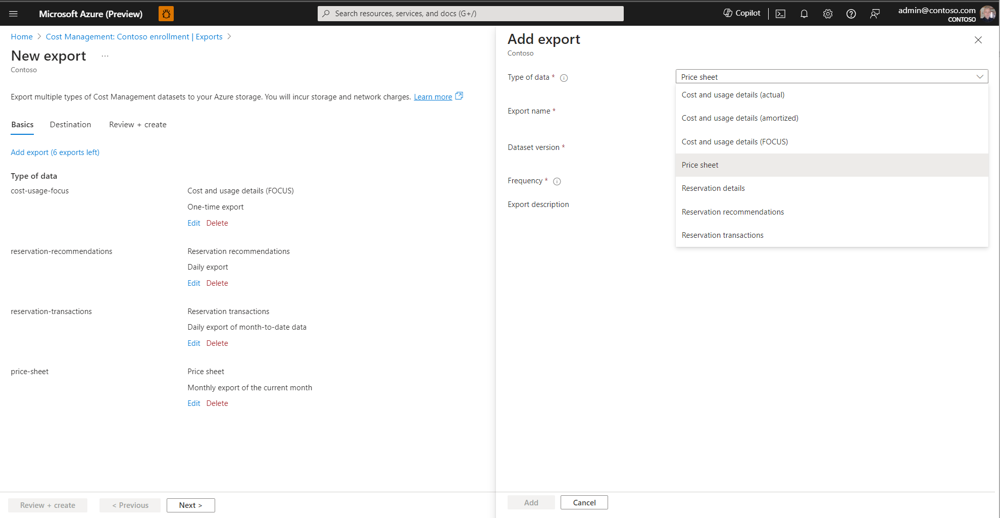 Microsoft Azure (Preview)
Search resources, services, and docs (G+/)
Copilot
admin@contoso.com
CONTOSO
Home > Cost Management: Contoso enrollment | Exports >
New export ...
Contoso
Export multiple types of Cost Management datasets to your Azure storage. You will incur storage and network charges. Learn more
Basics Destination Review + create
Add export (6 exports left)
Type of data
cost-usage-focus Cost and usage details (FOCUS)
One-time export
Edit Delete
reservation-recommendations Reservation recommendations
Daily export
Edit Delete
reservation-transactions Reservation transactions
Daily export of month-to-date data
Edit Delete
price-sheet Price sheet
Monthly export of the current month
Edit Delete
Review + create < Previous Next >
Add export
Contoso
Type of data * Price sheet
Cost and usage details (actual)
Export name *
Cost and usage details (amortized)
Cost and usage details (FOCUS)
Dataset version *
Price sheet
Frequency *
Reservation details
Export description
Reservation recommendations
Reservation transactions
Add Cancel